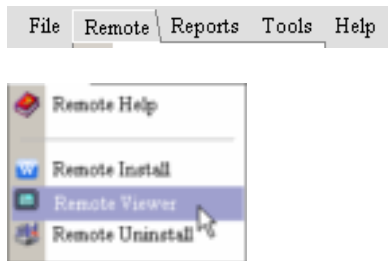 File Remote Reports Tools Help
Remote Help
Remote Install
Remote Viewer
Remote Uninstall